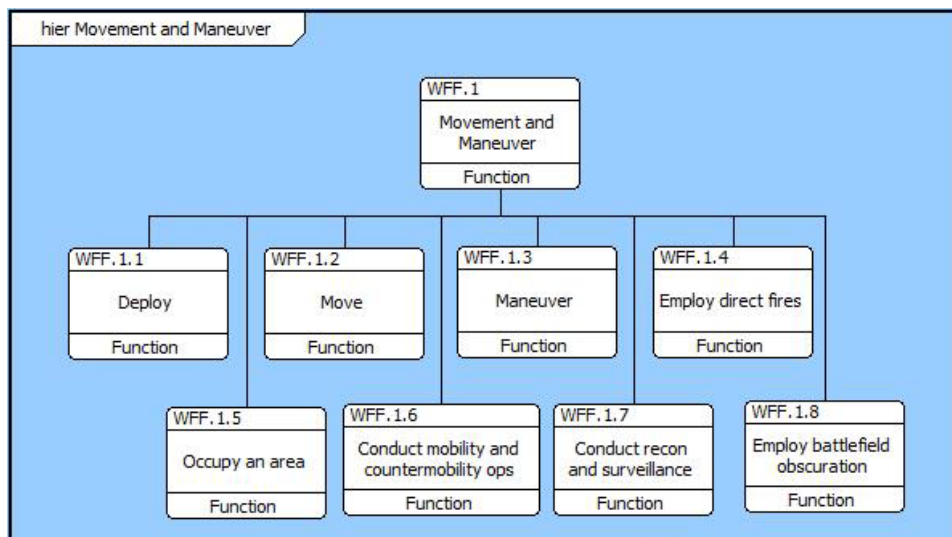 hier Movement and Maneuver
WFF.1
Movement and
Maneuver
Function
WFF.1.1
Deploy
Function
WFF.1.2
Move
Function
WFF.1.3
Maneuver
Function
WFF.1.4
Employ direct fires
Function
WFF.1.5
Occupy an area
Function
WFF.1.6
Conduct mobility and
countermobility ops
Function
WFF.1.7
Conduct recon
and surveillance
Function
WFF.1.8
Employ battlefield
obscuration
Function